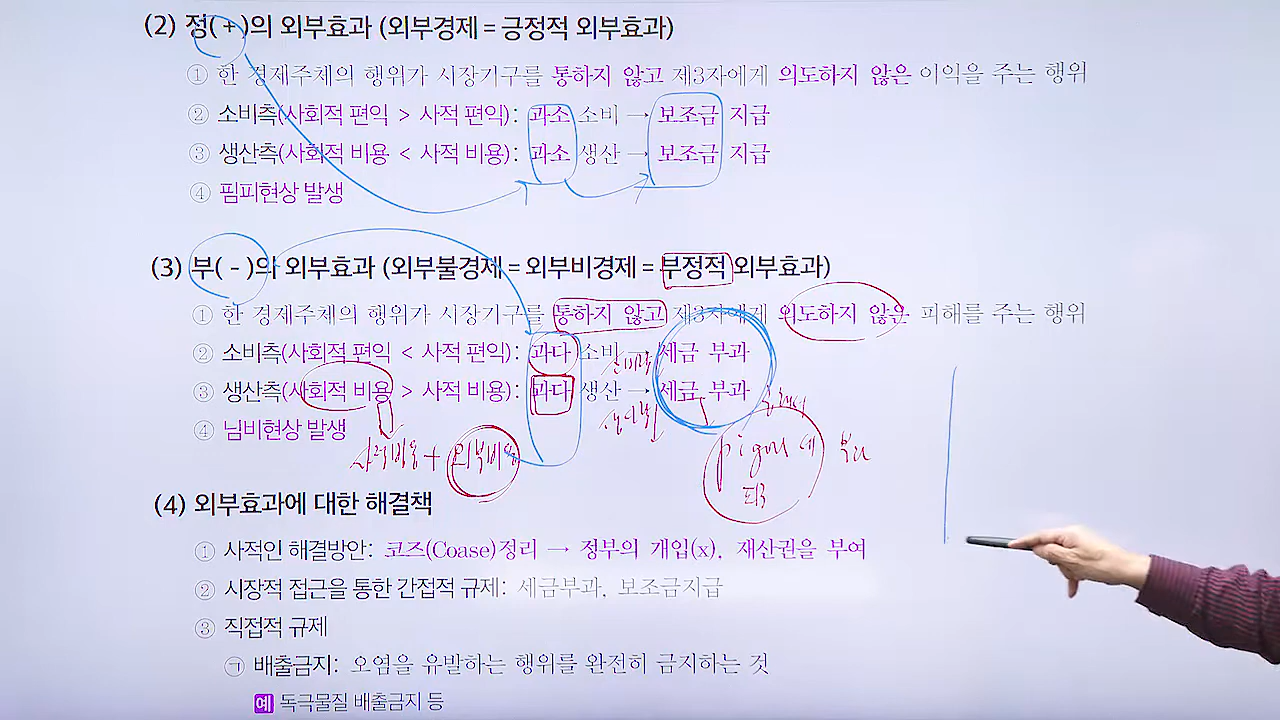 (2) 정( + )의 외부효과 (외부경제 = 긍정적 외부효과)
① 한 경제주체의 행위가 시장기구를 통하지 않고 제3자에게 의도하지 않은 이익을 주는 행위
② 소비측(사회적 편익 > 사적 편익): 과소 소비 → 보조금 지급
③ 생산측(사회적 비용 < 사적 비용): 과소 생산 → 보조금 지급
④ 핌피현상 발생
(3) 부( - )의 외부효과 (외부불경제 = 외부비경제 = 부정적 외부효과)
① 한 경제주체의 행위가 시장기구를 통하지 않고 제3자에게 의도하지 않은 피해를 주는 행위
② 소비측(사회적 편익 < 사적 편익): 과다 소비 → 세금 부과
③ 생산측(사회적 비용 > 사적 비용): 과다 생산 → 세금 부과
④ 님비현상 발생
사적비용 + 외부비용
pigou 세 부과
(4) 외부효과에 대한 해결책
① 사적인 해결방안: 코즈(Coase)정리 → 정부의 개입(x), 재산권을 부여
② 시장적 접근을 통한 간접적 규제: 세금부과, 보조금지급
③ 직접적 규제
㉠ 배출금지: 오염을 유발하는 행위를 완전히 금지하는 것
예 독극물질 배출금지 등